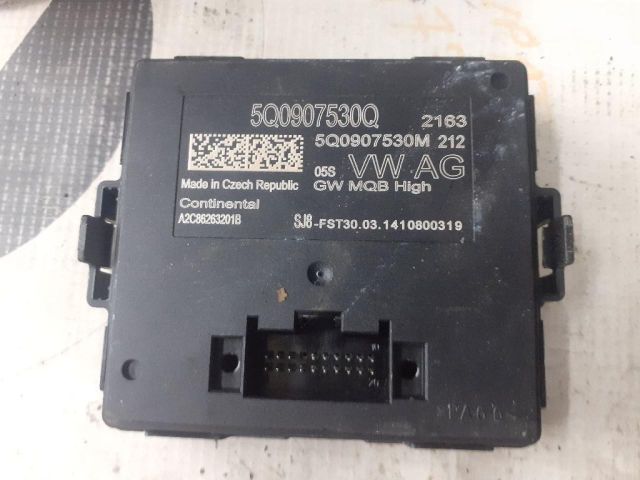 5Q0907530Q 2163
5Q0907530M 212
05S VW AG
Made in Czech Republic GW MQB High
Continental
A2C86263201B SJ8-FST30.03.1410800319